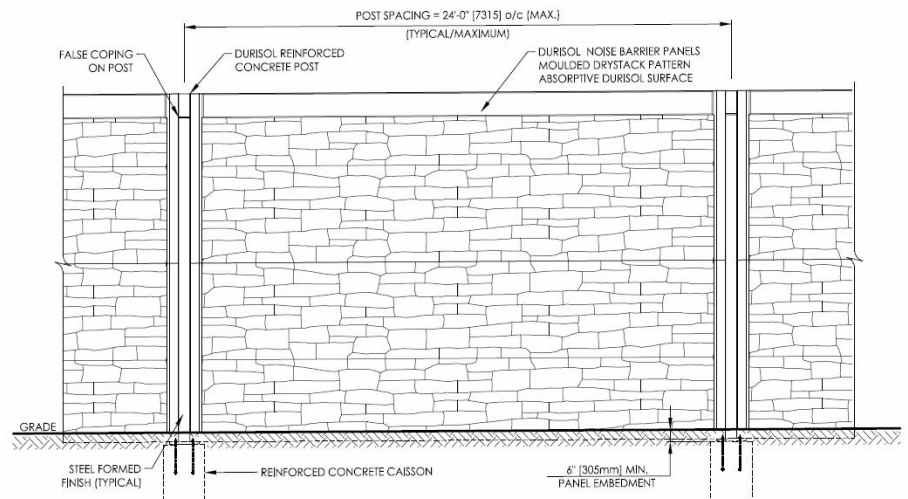 POST SPACING = 24'-0" [7315] o/c (MAX.)
(TYPICAL/MAXIMUM)
FALSE COPING
ON POST
DURISOL REINFORCED
CONCRETE POST
DURISOL NOISE BARRIER PANELS
MOULDED DRYSTACK PATTERN
ABSORPTIVE DURISOL SURFACE
GRADE
STEEL FORMED
FINISH (TYPICAL)
REINFORCED CONCRETE CAISSON
6" [305mm] MIN.
PANEL EMBEDMENT